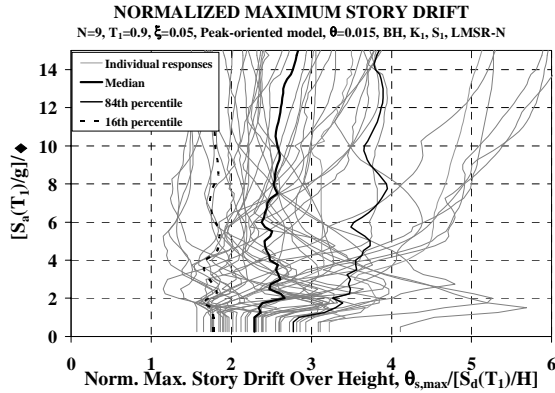 NORMALIZED MAXIMUM STORY DRIFT
N=9, T₁=0.9, ξ=0.05, Peak-oriented model, θ=0.015, BH, K₁, S₁, LMSR-N
Individual responses
Median
84th percentile
16th percentile
[Sₐ(T₁)/g]/♦
14
12
10
8
6
4
2
0
0 1 2 3 4 5 6
Norm. Max. Story Drift Over Height, θs,max/[Sd(T₁)/H]